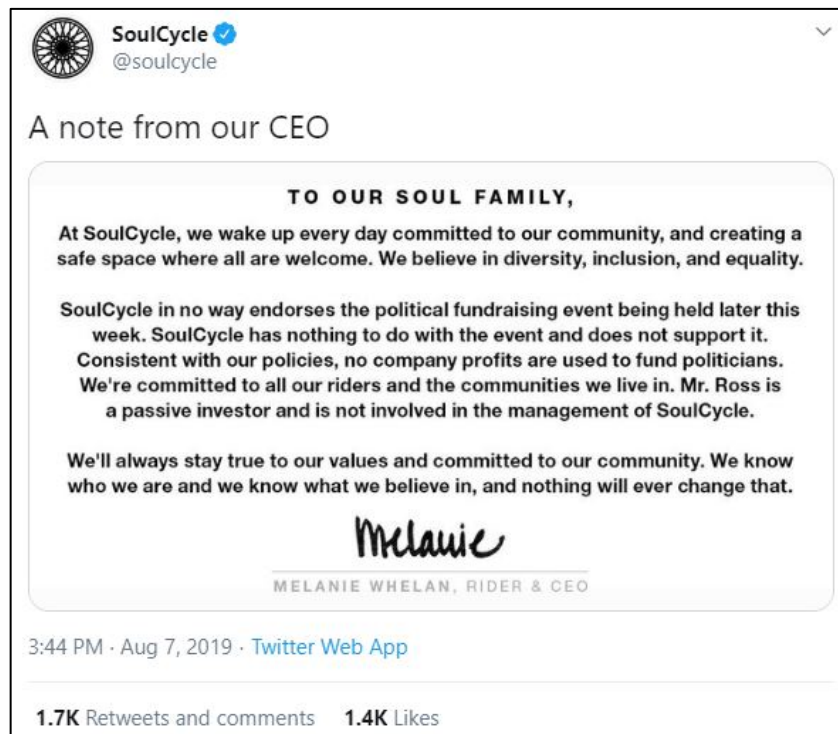 SoulCycle
@soulcycle
A note from our CEO
TO OUR SOUL FAMILY,
At SoulCycle, we wake up every day committed to our community, and creating a
safe space where all are welcome. We believe in diversity, inclusion, and equality.
SoulCycle in no way endorses the political fundraising event being held later this
week. SoulCycle has nothing to do with the event and does not support it.
Consistent with our policies, no company profits are used to fund politicians.
We're committed to all our riders and the communities we live in. Mr. Ross is
a passive investor and is not involved in the management of SoulCycle.
We'll always stay true to our values and committed to our community. We know
who we are and we know what we believe in, and nothing will ever change that.
Melanie
MELANIE WHELAN, RIDER & CEO
3:44 PM · Aug 7, 2019 · Twitter Web App
1.7K Retweets and comments 1.4K Likes